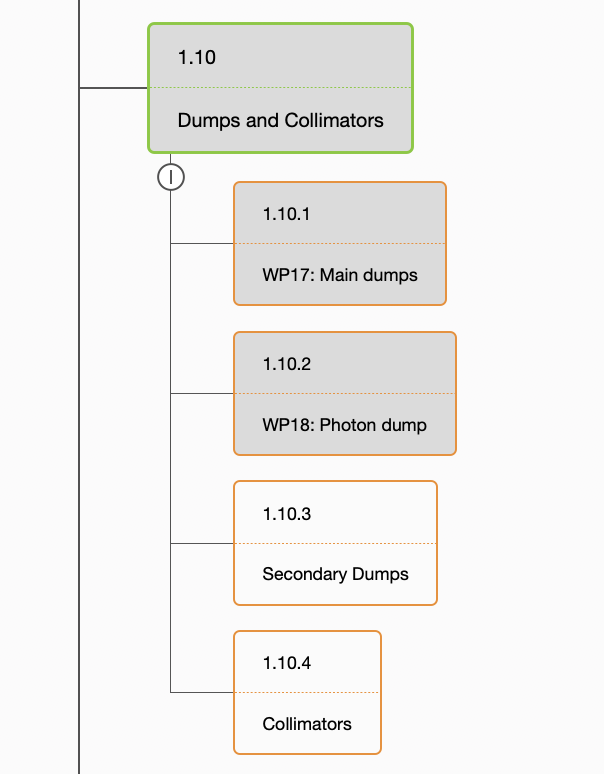 1.10
Dumps and Collimators
1.10.1
WP17: Main dumps
1.10.2
WP18: Photon dump
1.10.3
Secondary Dumps
1.10.4
Collimators